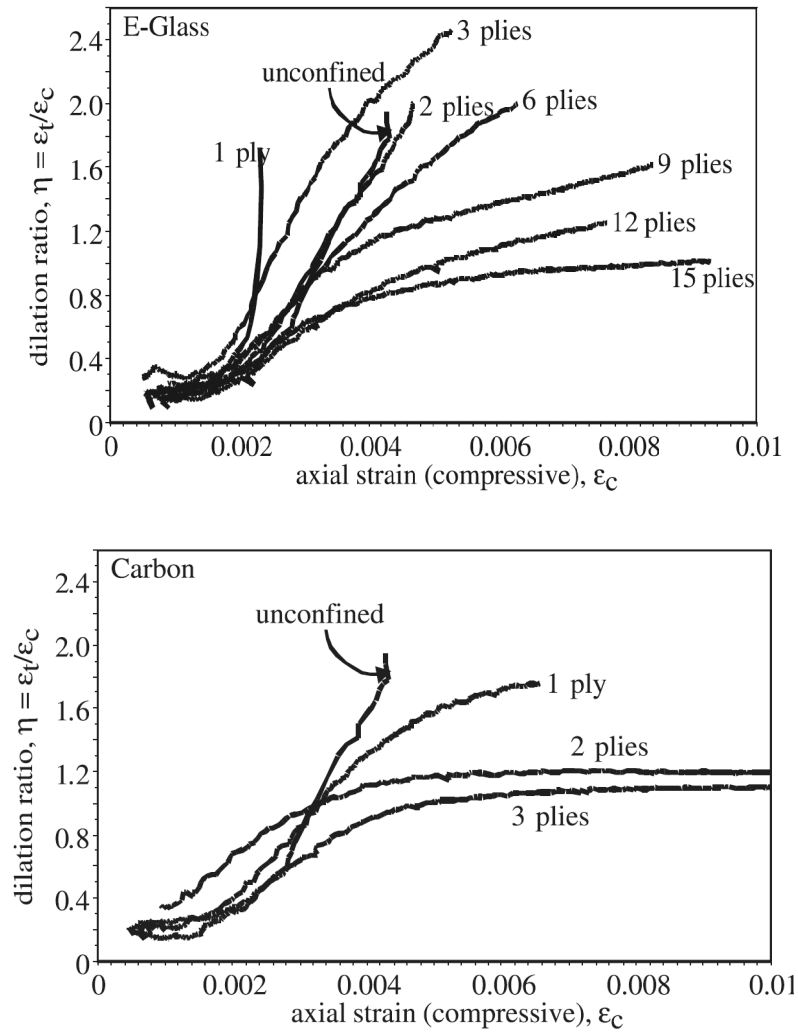 E-Glass
2.4
2.0
1.6
1.2
0.8
0.4
0
dilation ratio, η = εt/εc
3 plies
unconfined
2 plies
6 plies
1 ply
9 plies
12 plies
15 plies
0 0.002 0.004 0.006 0.008 0.01
axial strain (compressive), εc
Carbon
2.4
2.0
1.6
1.2
0.8
0.4
0
dilation ratio, η = εt/εc
unconfined
1 ply
2 plies
3 plies
0 0.002 0.004 0.006 0.008 0.01
axial strain (compressive), εc